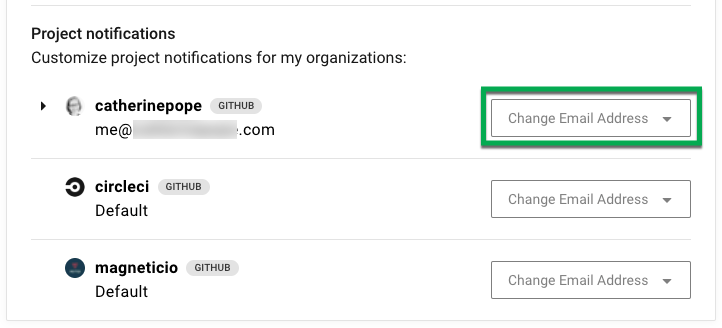 Project notifications
Customize project notifications for my organizations:
catherinepope GITHUB
me@ .com
Change Email Address
circleci GITHUB
Default
Change Email Address
magneticio GITHUB
Default
Change Email Address